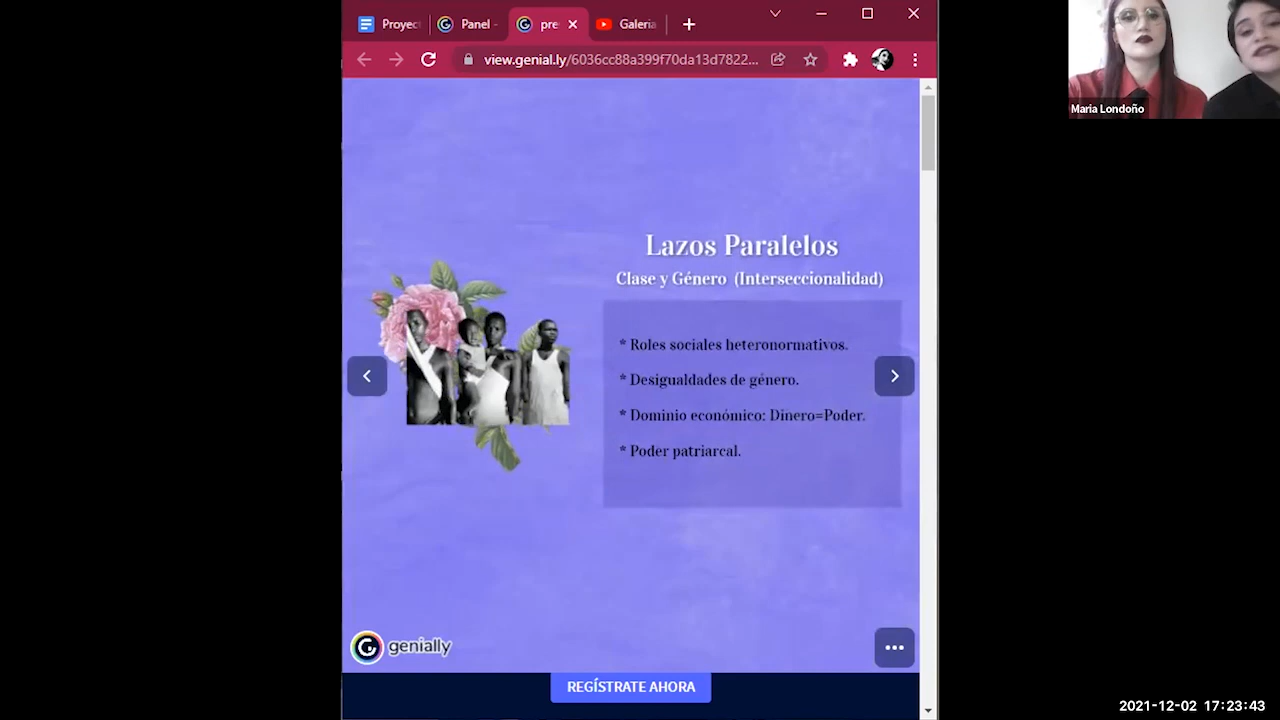 Proyec
Panel -
pre
Galeria
view.genial.ly/6036cc88a399f70da13d7822...
Maria Londoño
Lazos Paralelos
Clase y Género (Interseccionalidad)
* Roles sociales heteronormativos.
* Desigualdades de género.
* Dominio económico: Dinero=Poder.
* Poder patriarcal.
genially
REGÍSTRATE AHORA
2021-12-02 17:23:43